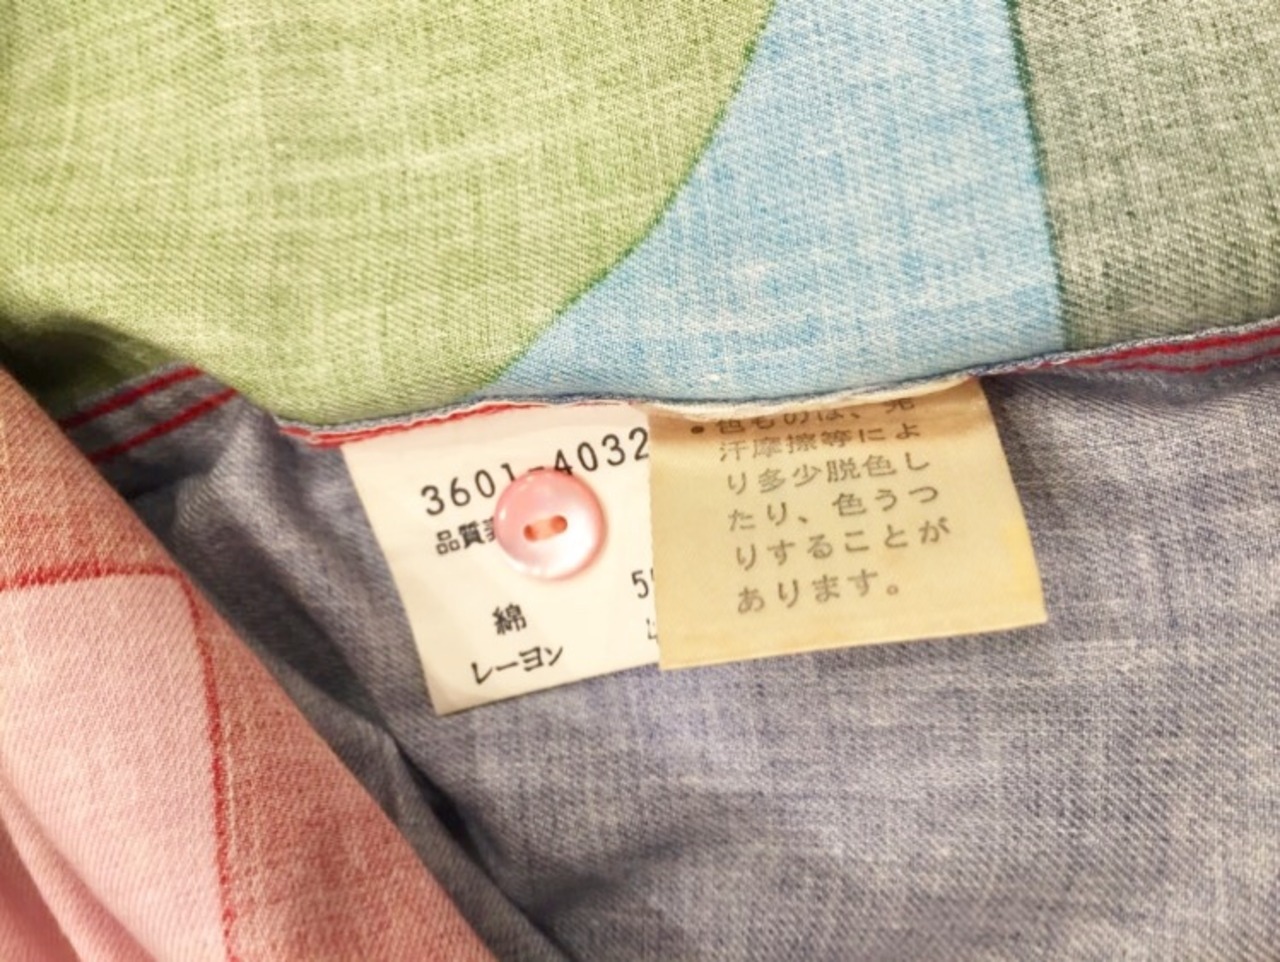 3601-4032
品質
綿 5
レーヨン
• 色ものは、光
汗摩擦等によ
り多少脱色し
たり、色うつ
りすることが
あります。